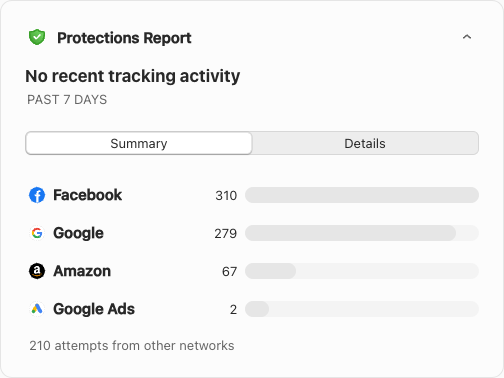 Protections Report
No recent tracking activity
PAST 7 DAYS
Summary Details
Facebook 310
Google 279
Amazon 67
Google Ads 2
210 attempts from other networks